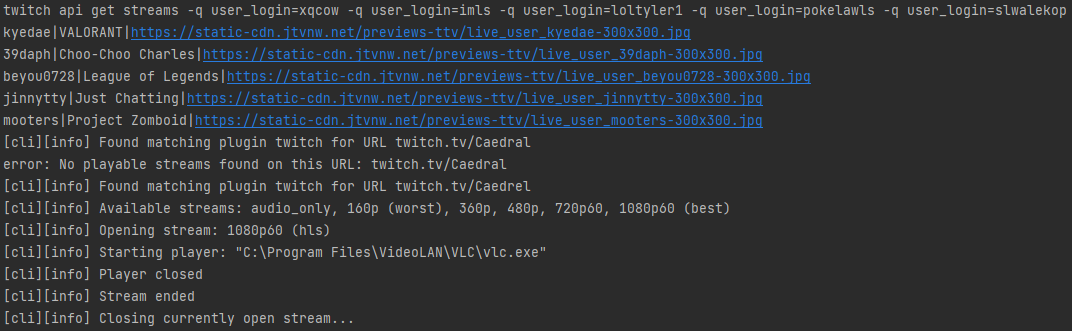 twitch api get streams -q user_login=xqcow -q user_login=imls -q user_login=loltyler1 -q user_login=pokelawls -q user_login=slwalekop
kyedae|VALORANT|https://static-cdn.jtvnw.net/previews-ttv/live_user_kyedae-300x300.jpg
39daph|Choo-Choo Charles|https://static-cdn.jtvnw.net/previews-ttv/live_user_39daph-300x300.jpg
beyou0728|League of Legends|https://static-cdn.jtvnw.net/previews-ttv/live_user_beyou0728-300x300.jpg
jinnytty|Just Chatting|https://static-cdn.jtvnw.net/previews-ttv/live_user_jinnytty-300x300.jpg
mooters|Project Zomboid|https://static-cdn.jtvnw.net/previews-ttv/live_user_mooters-300x300.jpg
[cli][info] Found matching plugin twitch for URL twitch.tv/Caedral
error: No playable streams found on this URL: twitch.tv/Caedral
[cli][info] Found matching plugin twitch for URL twitch.tv/Caedrel
[cli][info] Available streams: audio_only, 160p (worst), 360p, 480p, 720p60, 1080p60 (best)
[cli][info] Opening stream: 1080p60 (hls)
[cli][info] Starting player: "C:\Program Files\VideoLAN\VLC\vlc.exe"
[cli][info] Player closed
[cli][info] Stream ended
[cli][info] Closing currently open stream...